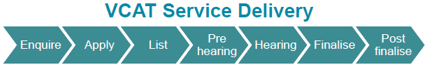 VCAT Service Delivery
Enquire
Apply
List
Pre
hearing
Hearing
Finalise
Post
finalise